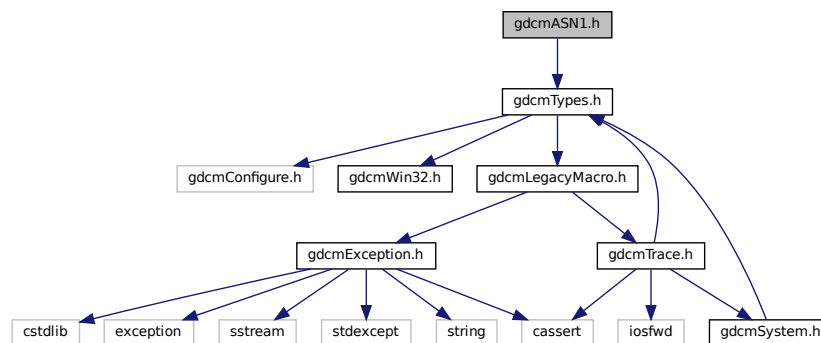 gdcmASN1.h
gdcmTypes.h
gdcmConfigure.h
gdcmWin32.h
gdcmLegacyMacro.h
gdcmException.h
gdcmTrace.h
cstdlib
exception
sstream
stdexcept
string
cassert
iosfwd
gdcmSystem.h